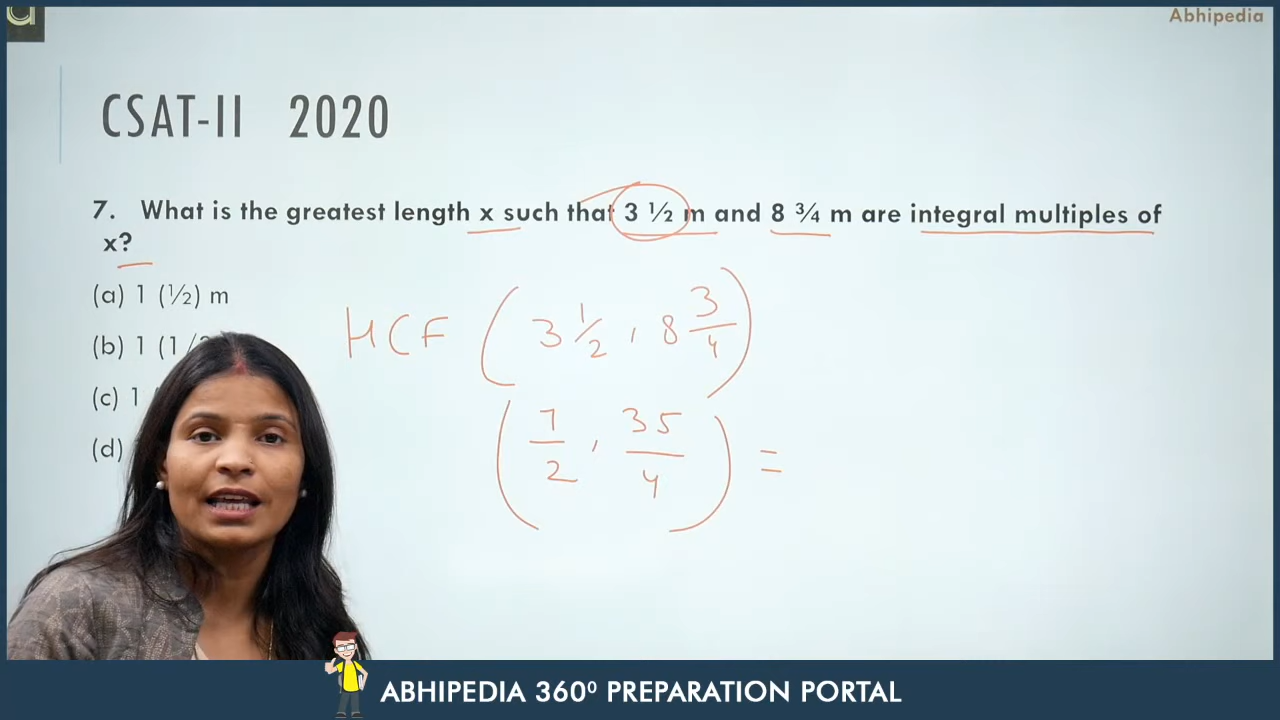 Abhipedia
CSAT-II 2020
7. What is the greatest length x such that 3 ½ m and 8 ¾ m are integral multiples of
x?
(a) 1 (½) m
HCF (3 1/2, 8 3/4)
(b) 1 (1/
(c) 1
(7/2, 35/4) =
(d)
ABHIPEDIA 360⁰ PREPARATION PORTAL